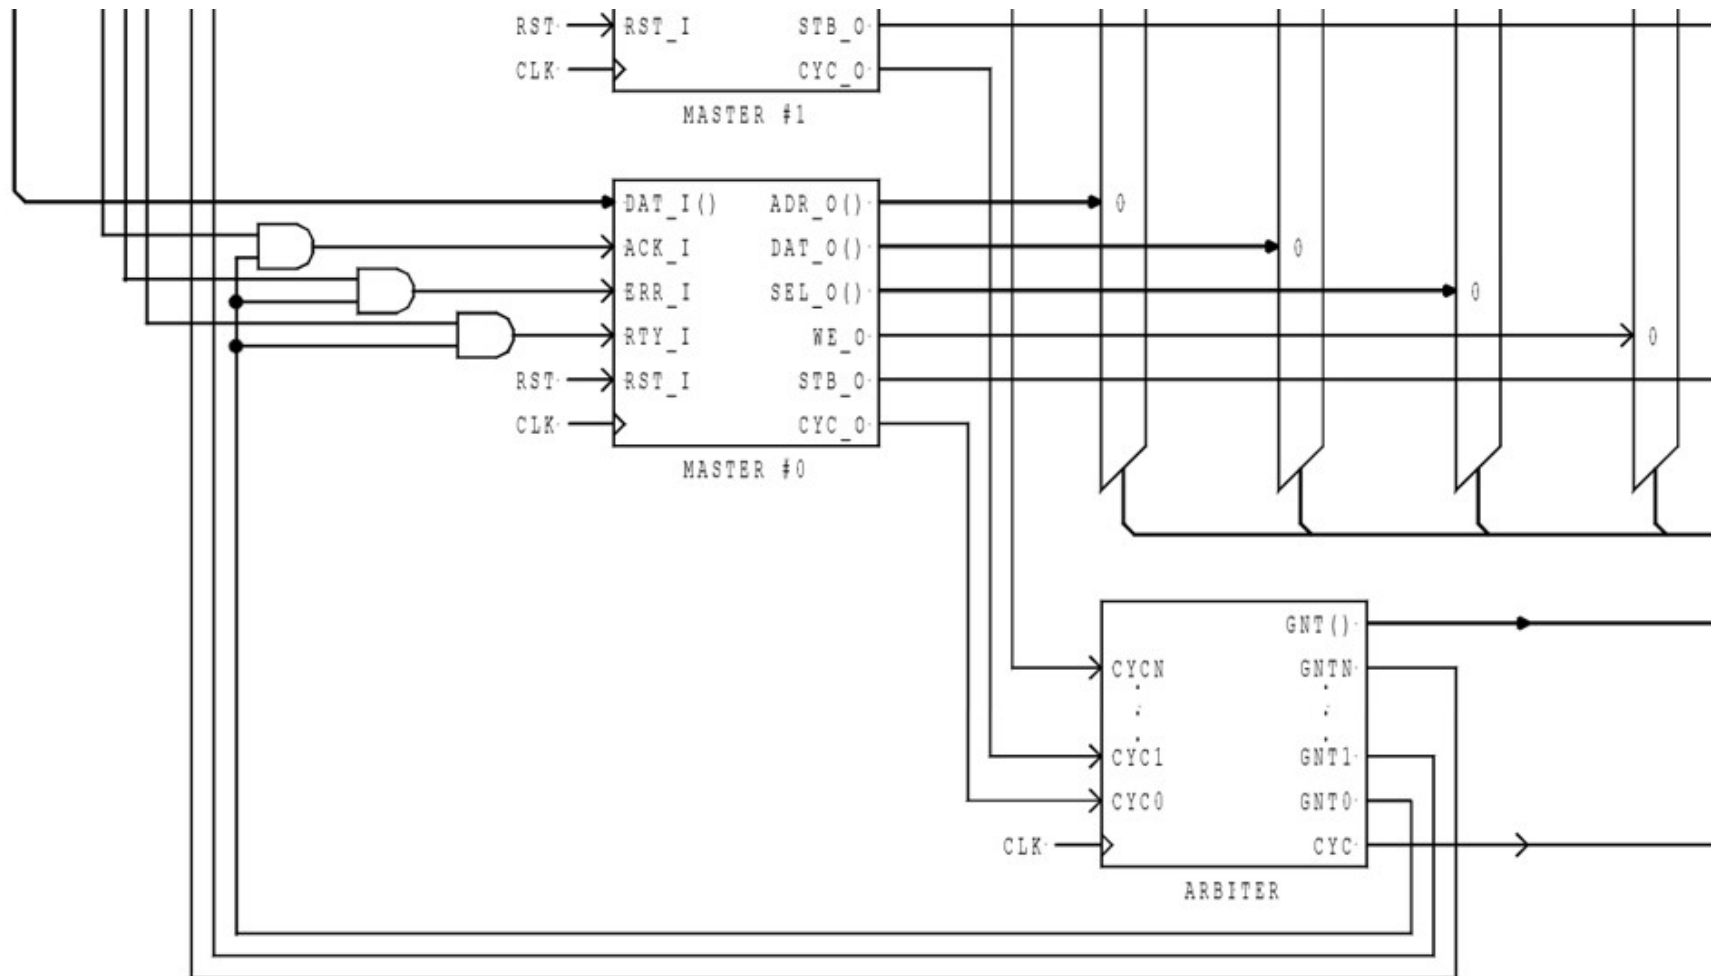 RST RST_I STB_O
CLK CYC_O
MASTER #1
DAT_I() ADR_O() 0
ACK_I DAT_O() 0
ERR_I SEL_O() 0
RTY_I WE_O 0
RST RST_I STB_O
CLK CYC_O
MASTER #0
GNT()
CYCN GNTN
CYC1 GNT1
CYC0 GNT0
CLK CYC
ARBITER